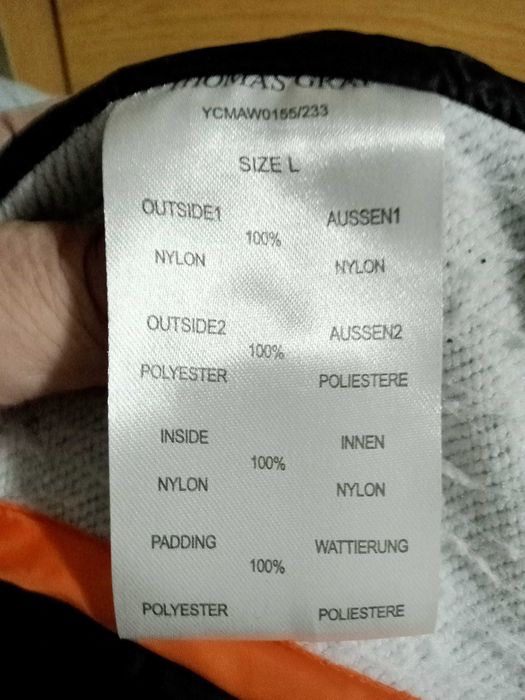 THOMAS
YCMAW0155/233
SIZE L
OUTSIDE1 AUSSEN1
100%
NYLON NYLON
OUTSIDE2 AUSSEN2
100%
POLYESTER POLIESTERE
INSIDE INNEN
100%
NYLON NYLON
PADDING WATTIERUNG
100%
POLYESTER POLIESTERE